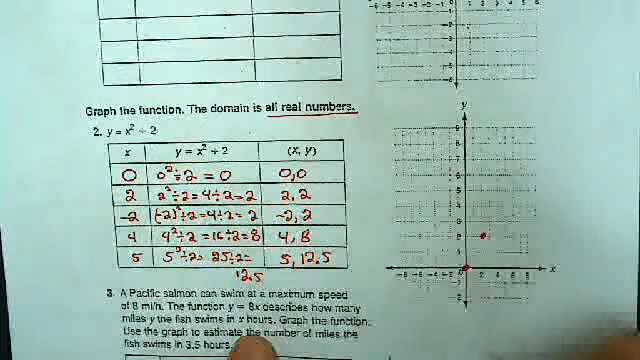 Graph the function. The domain is all real numbers.
2. y = x² ÷ 2
x y = x² ÷ 2 (x, y)
0 0²÷2 = 0 0,0
2 2²÷2=4÷2=2 2,2
-2 (-2)²÷2=4÷2=2 -2,2
4 4²÷2=16÷2=8 4,8
5 5²÷2=25÷2= 5,12.5
12.5
3. A Pacific salmon can swim at a maximum speed
of 8 mi/h. The function y = 8x describes how many
miles y the fish swims in x hours. Graph the function.
Use the graph to estimate the number of miles the
fish swims in 3.5 hours.
y
x